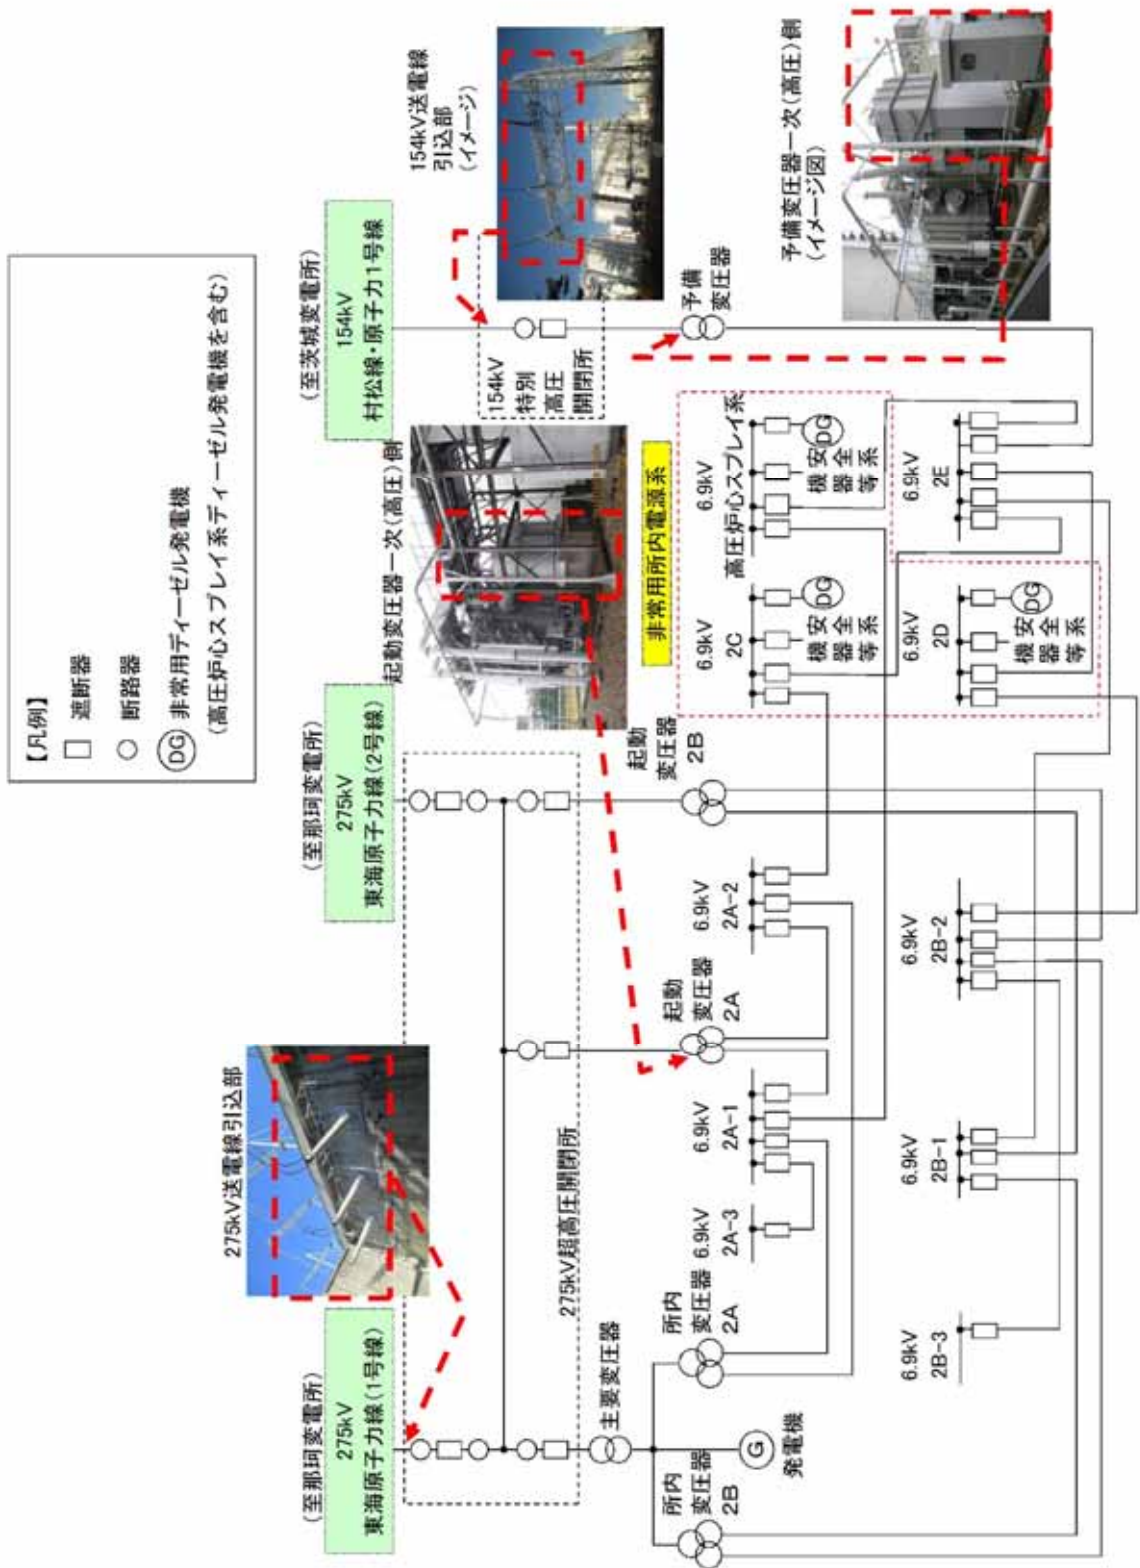 【凡例】
遮断器
断路器
DG
非常用ディーゼル発電機
(高圧炉心スプレイ系ディーゼル発電機を含む)
(至那珂変電所)
275kV
東海原子力線(1号線)
275kV送電線引込部
(至那珂変電所)
275kV
東海原子力線(2号線)
起動変圧器一次(高圧)側
(至茨城変電所)
154kV
村松線・原子力1号線
154kV送電線
引込部
(イメージ)
275kV超高圧開閉所
154kV
特別
高圧
開閉所
主要変圧器
所内
変圧器
2B
G
発電機
所内
変圧器
2A
起動
変圧器
2A
起動
変圧器
2B
予備
変圧器
予備変圧器一次(高圧)側
(イメージ図)
非常用所内電源系
6.9kV
2A-3
6.9kV
2A-1
6.9kV
2A-2
6.9kV
2C
安全系
機器等
DG
6.9kV
高圧炉心スプレイ系
安全系
機器等
DG
6.9kV
2B-3
6.9kV
2B-1
6.9kV
2B-2
6.9kV
2D
安全系
機器等
DG
6.9kV
2E